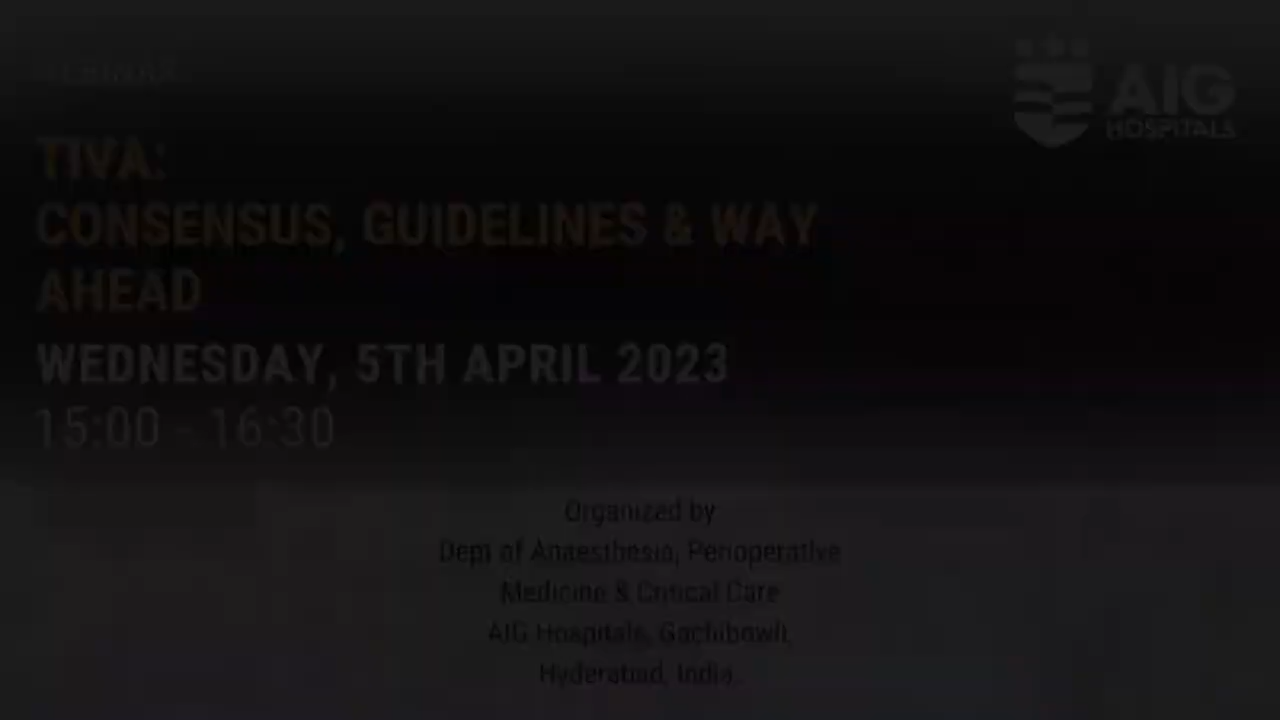 WEBINAR
AIG
HOSPITALS
TIVA:
CONSENSUS, GUIDELINES & WAY
AHEAD
WEDNESDAY, 5TH APRIL 2023
15:00 - 16:30
Organized by
Dept of Anaesthesia, Perioperative
Medicine & Critical Care
AIG Hospitals, Gachibowli,
Hyderabad, India.